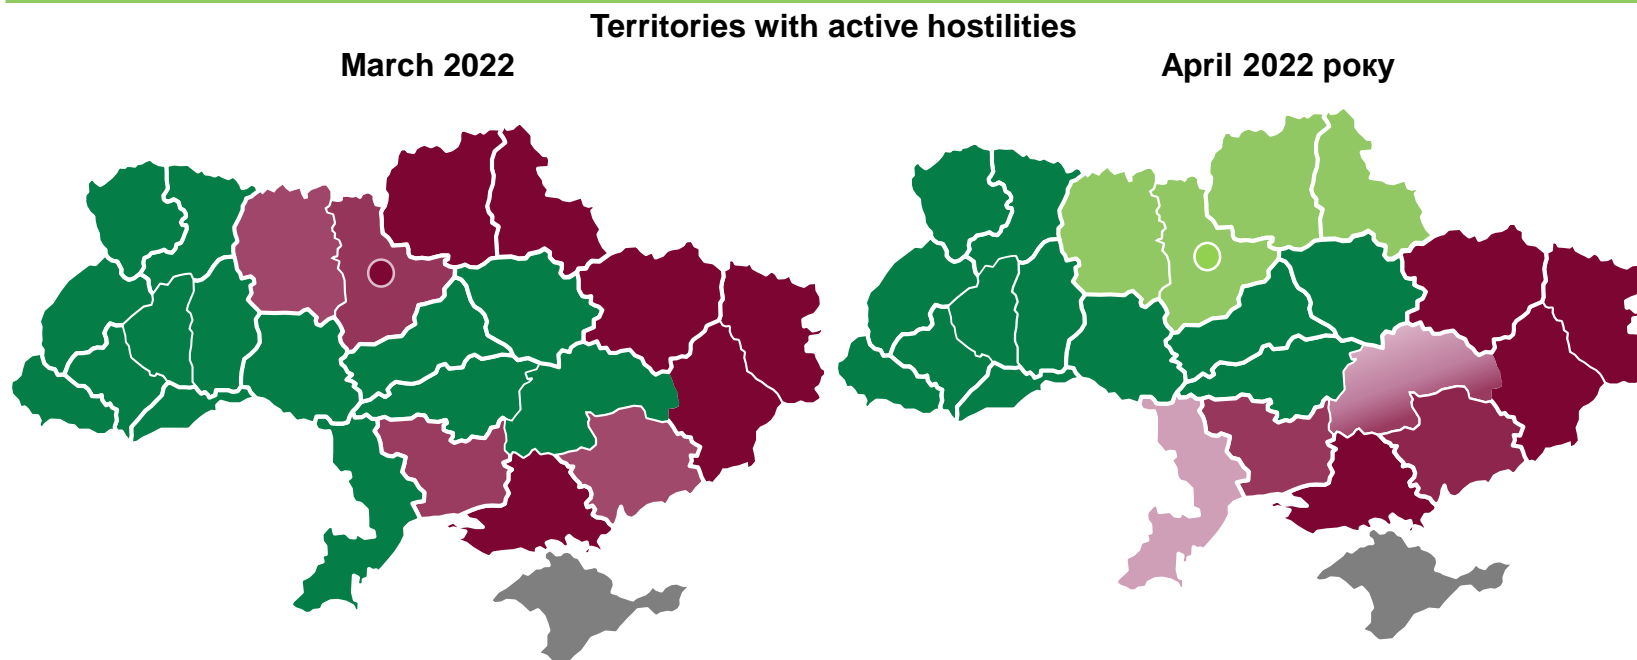 Territories with active hostilities
March 2022
April 2022 року